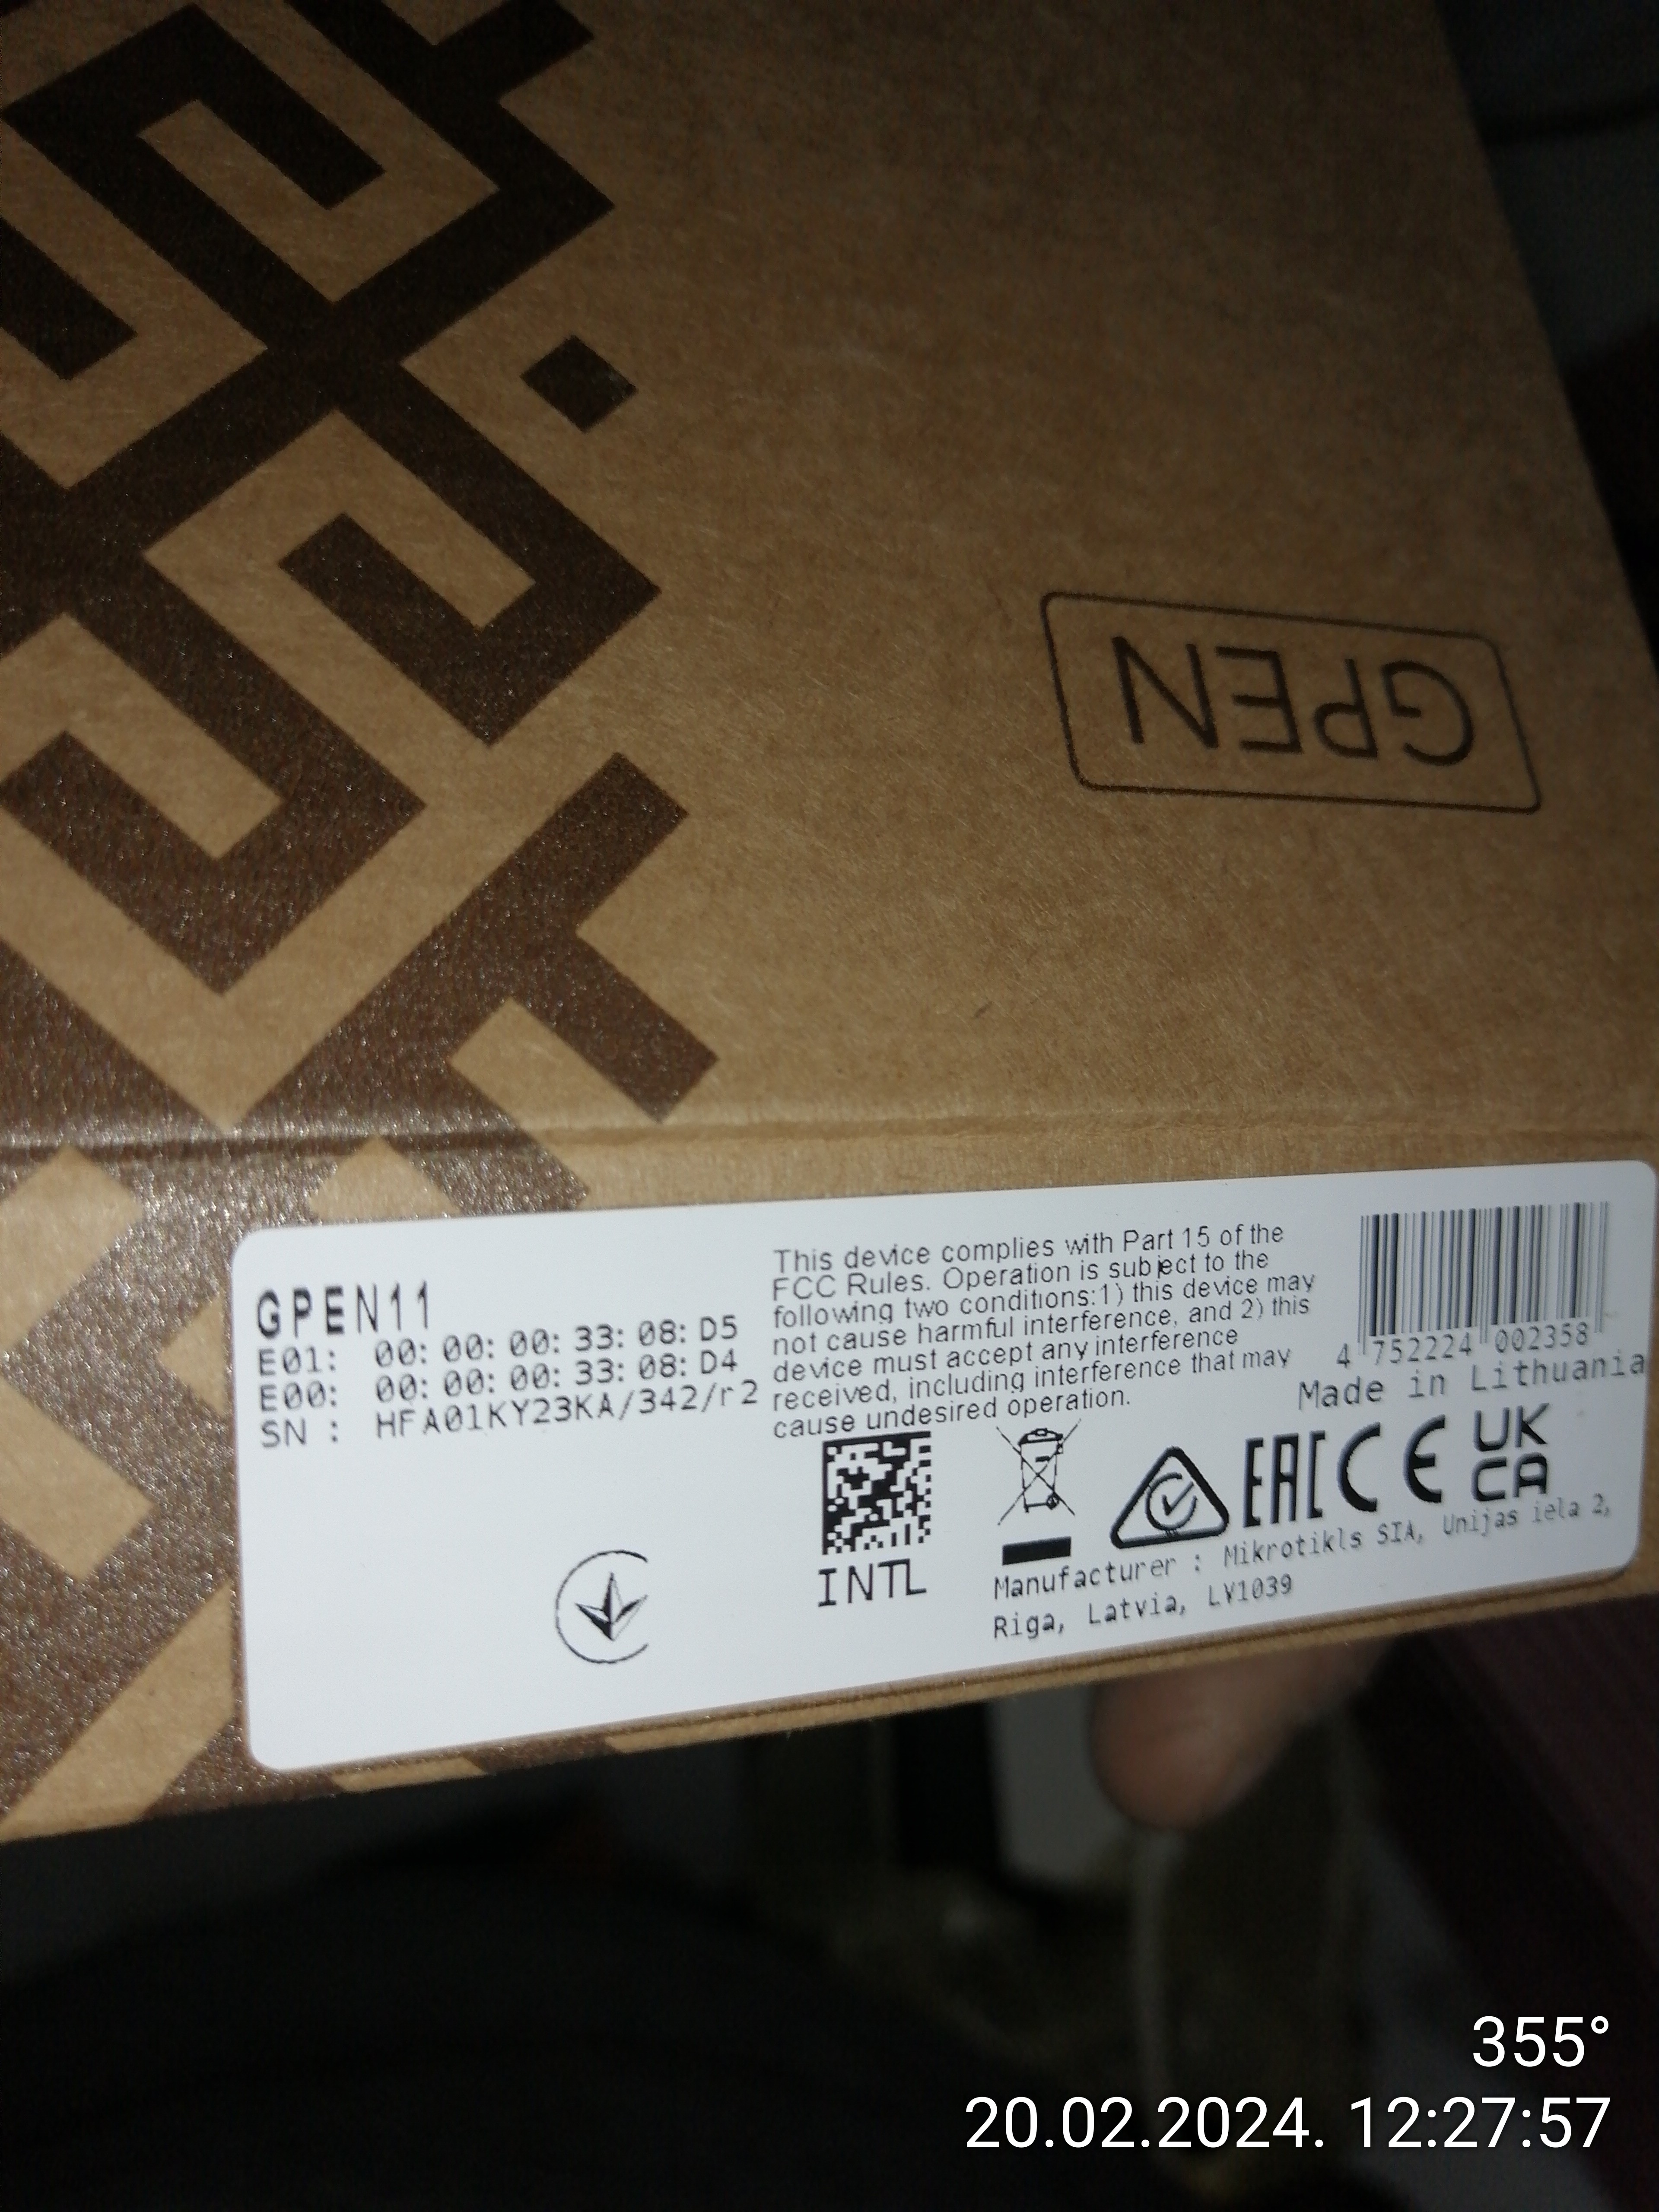 GPEN
GPEN11
E01: 00:00:00:33:08:D5
E00: 00:00:00:33:08:D4
SN : HFA01KY23KA/342/r2
This device complies with Part 15 of the
FCC Rules. Operation is subject to the
following two conditions:1) this device may
not cause harmful interference, and 2) this
device must accept any interference
received, including interference that may
cause undesired operation.
4 752224 002358
Made in Lithuania
INTL
EAC CE UK
CA
Manufacturer : Mikrotikls SIA, Unijas iela 2,
Riga, Latvia, LV1039
355°
20.02.2024. 12:27:57